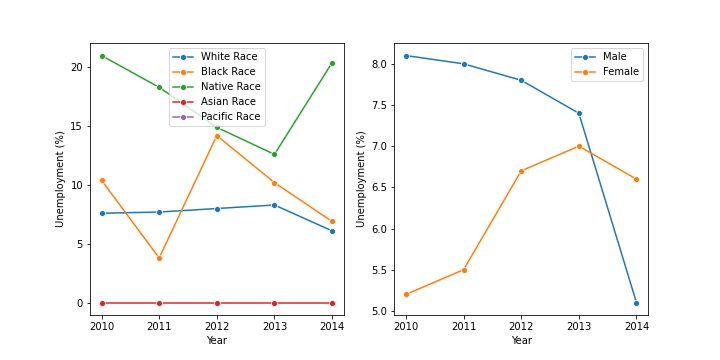 White Race
Black Race
Native Race
Asian Race
Pacific Race
20
15
10
5
0
Unemployment (%)
2010 2011 2012 2013 2014
Year
Male
Female
8.0
7.5
7.0
6.5
6.0
5.5
5.0
Unemployment (%)
2010 2011 2012 2013 2014
Year